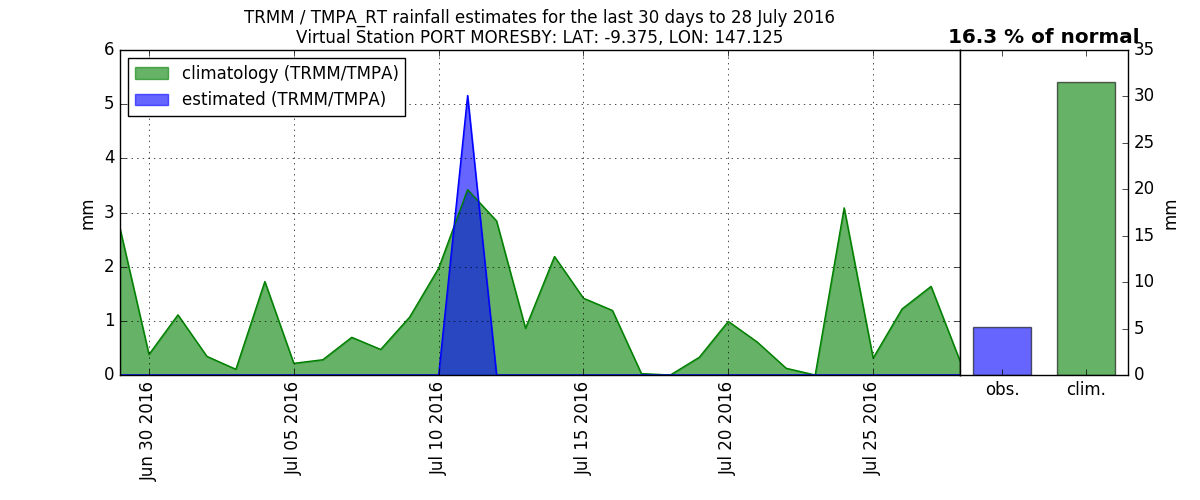 TRMM / TMPA_RT rainfall estimates for the last 30 days to 28 July 2016
Virtual Station PORT MORESBY: LAT: -9.375, LON: 147.125
16.3 % of normal
climatology (TRMM/TMPA)
estimated (TRMM/TMPA)
6
5
4
3
2
1
0
mm
Jun 30 2016
Jul 05 2016
Jul 10 2016
Jul 15 2016
Jul 20 2016
Jul 25 2016
35
30
25
20
15
10
5
0
mm
obs.
clim.